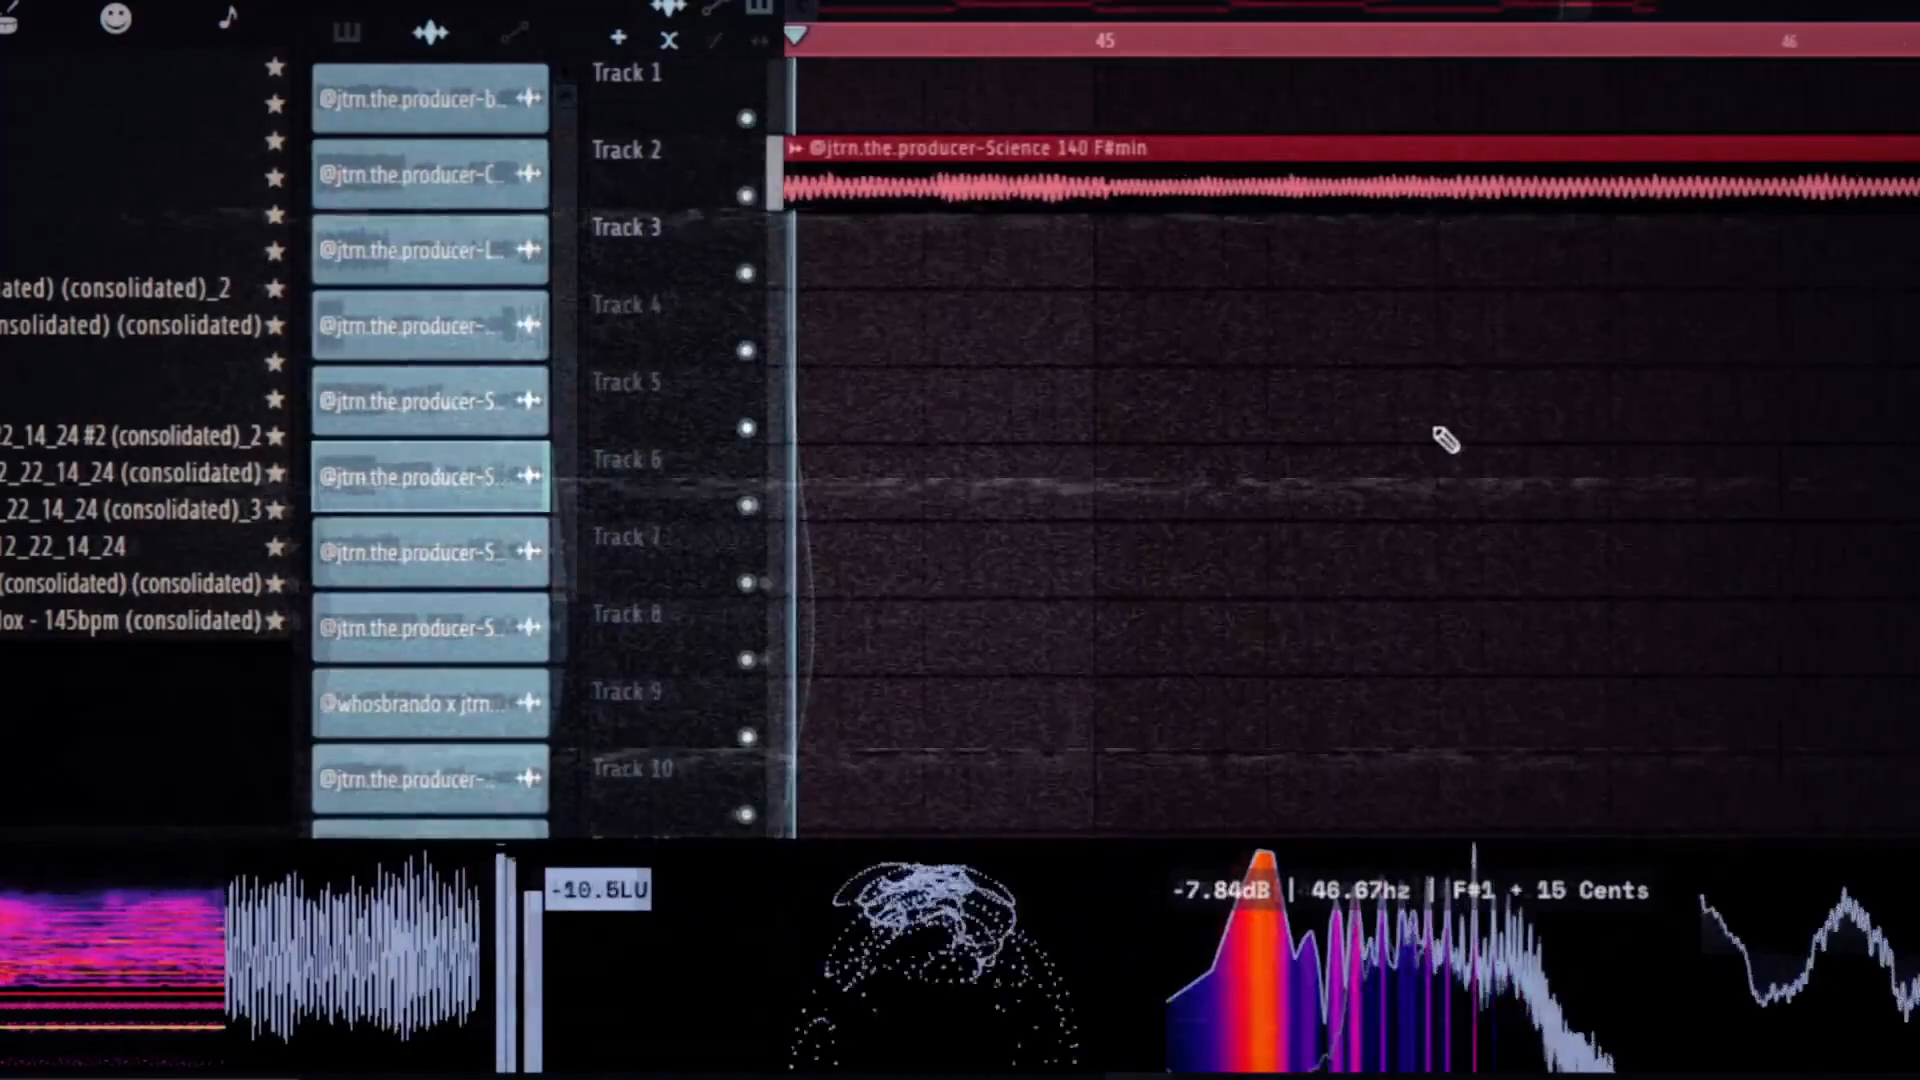 45
46
Track 1
@jtrn.the.producer-b...
Track 2
@jtrn.the.producer-Science 140 F#min
@jtrn.the.producer-C...
Track 3
@jtrn.the.producer-L...
ated) (consolidated)_2
Track 4
nsolidated) (consolidated)
@jtrn.the.producer-...
Track 5
@jtrn.the.producer-S...
22_14_24 #2 (consolidated)_2
Track 6
2_22_14_24 (consolidated)
@jtrn.the.producer-S...
_22_14_24 (consolidated)_3
Track 7
12_22_14_24
@jtrn.the.producer-S...
(consolidated) (consolidated)
Track 8
lox - 145bpm (consolidated)
@jtrn.the.producer-S...
Track 9
@whosbrando x jtrn...
Track 10
@jtrn.the.producer-...
-10.5LU
-7.84dB | 46.67hz | F#1 + 15 Cents